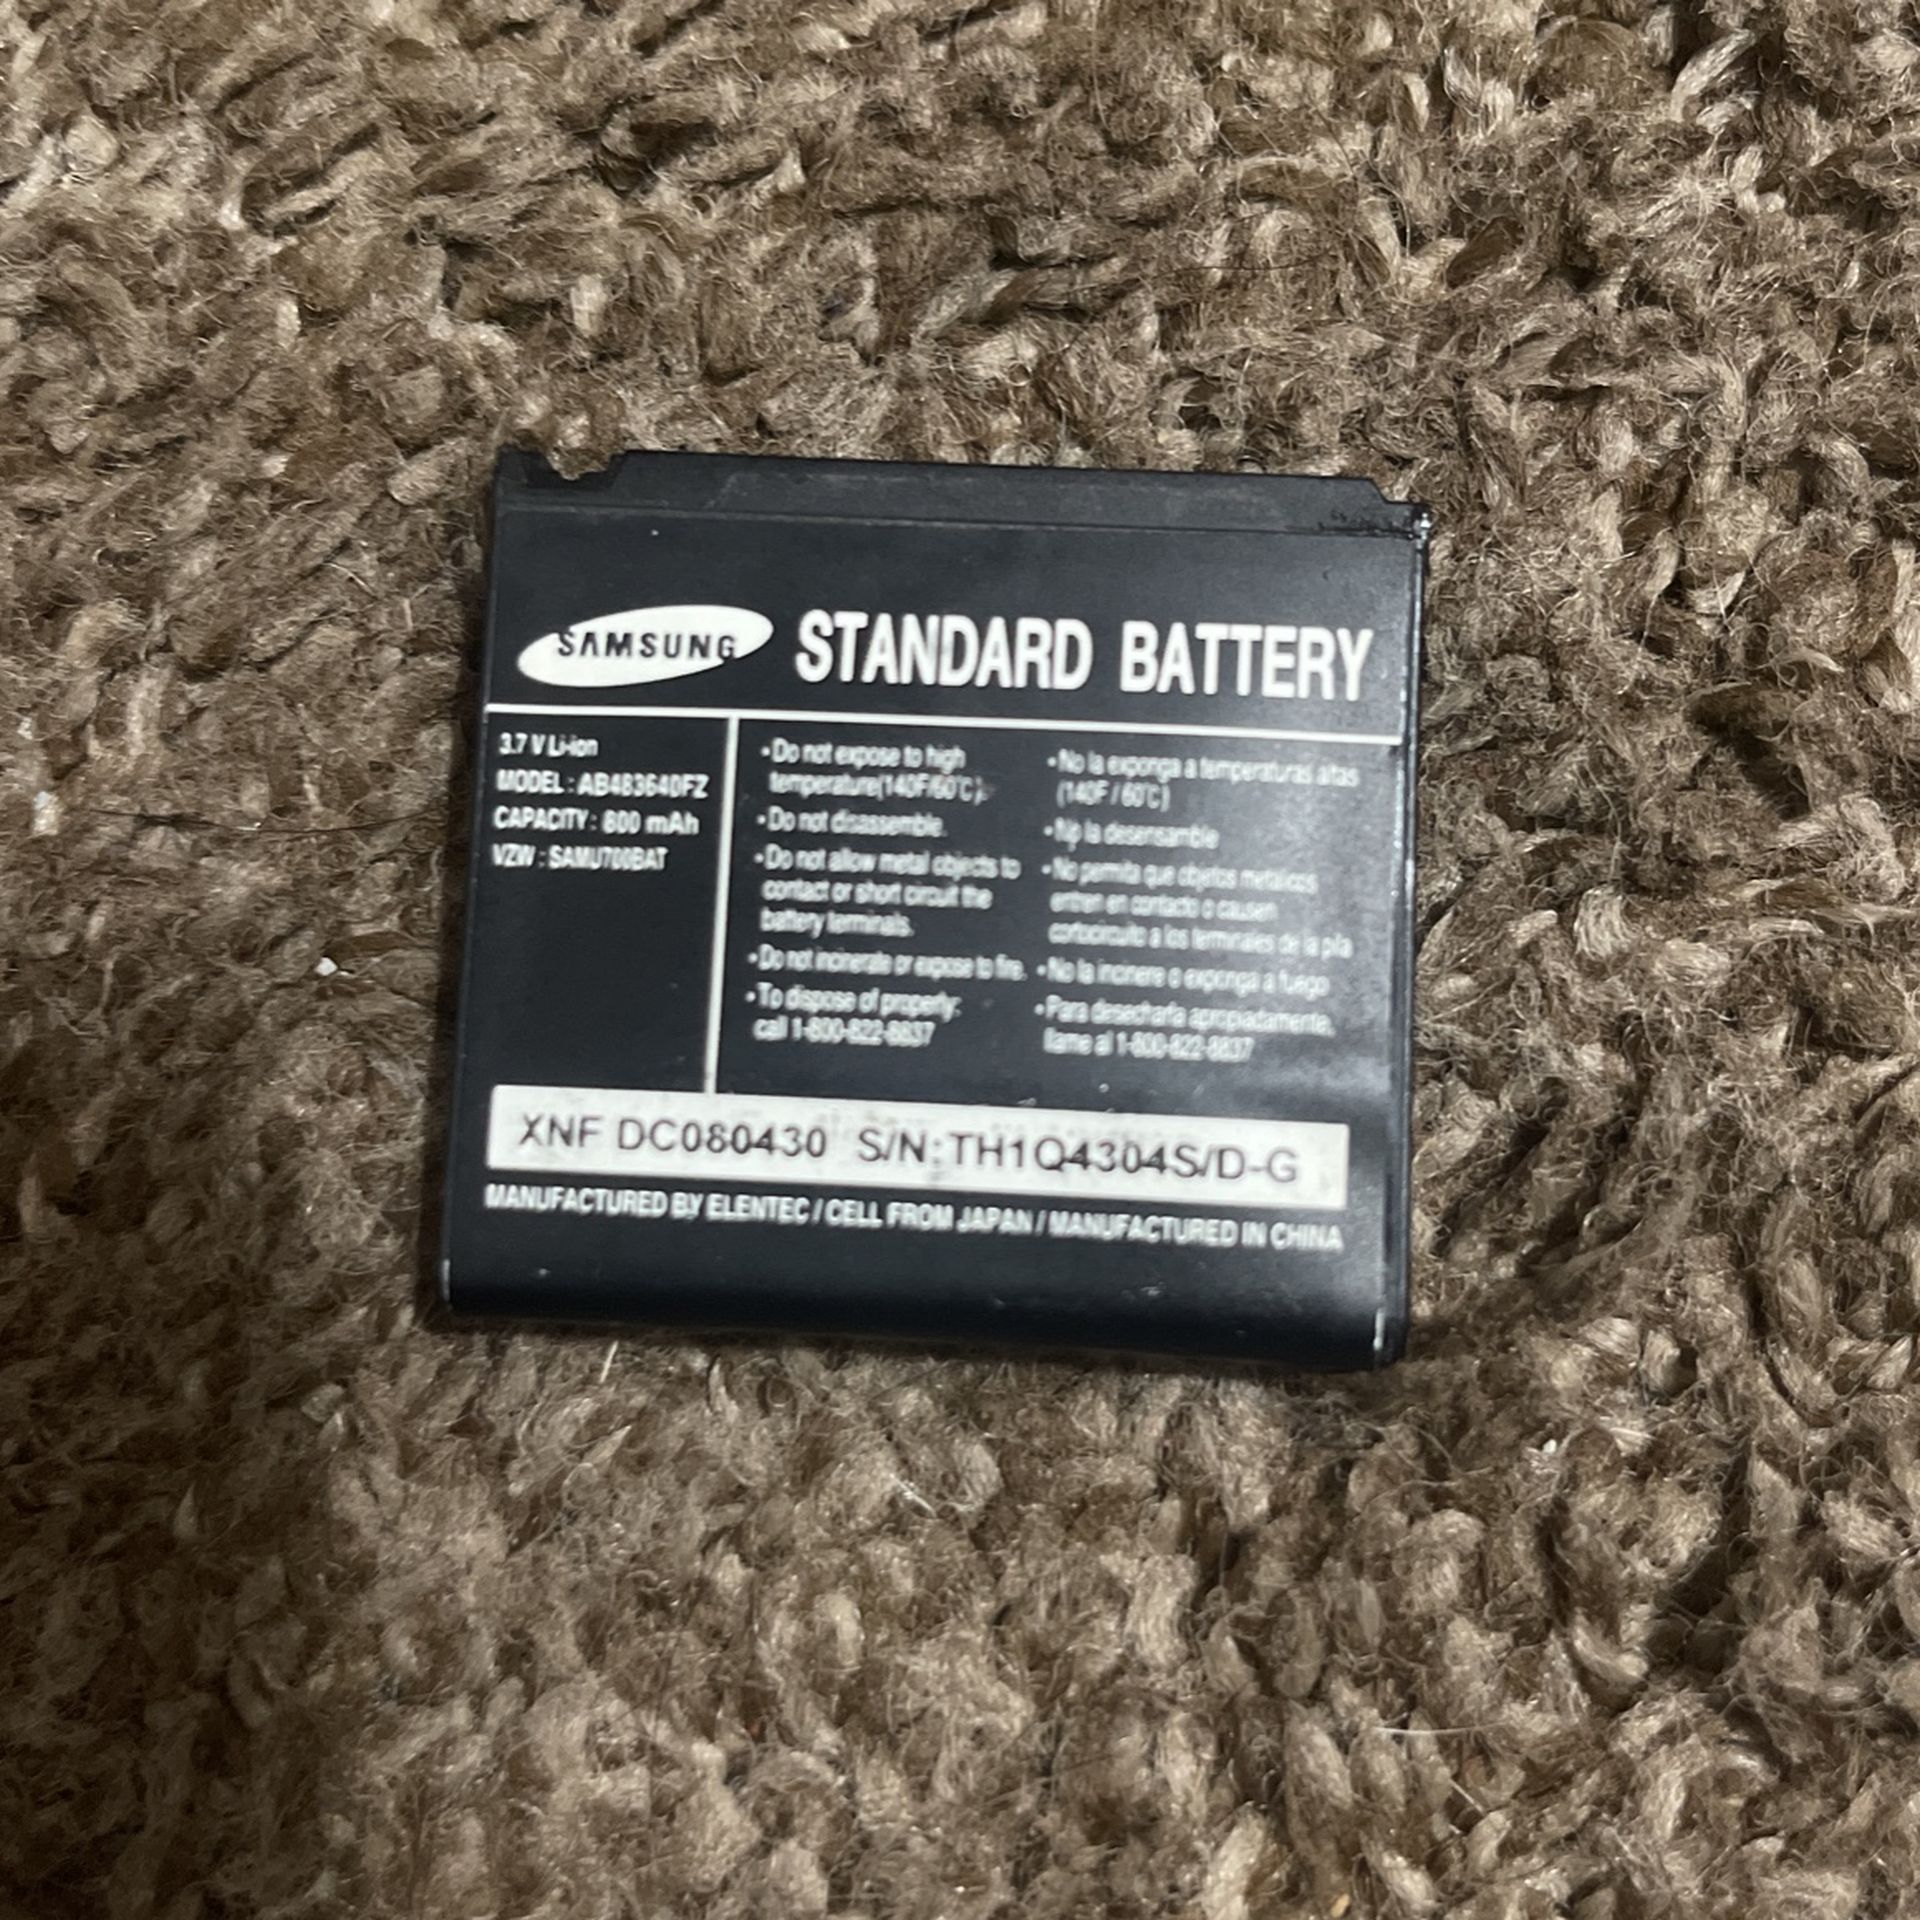 SAMSUNG STANDARD BATTERY
3.7 V Li-ion
MODEL : AB483640FZ
CAPACITY : 800 mAh
VZW : SAMU700BAT
•Do not expose to high
temperature(140F/60°C).
•Do not disassemble.
•Do not allow metal objects to
contact or short circuit the
battery terminals.
•Do not incinerate or expose to fire.
•To dispose of properly:
call 1-800-822-8837
•No la exponga a temperaturas altas
(140F / 60°C)
•No la desensamble
•No permita que objetos metalicos
entren en contacto o causen
cortocircuito a los terminales de la pila
•No la incinere o exponga a fuego
•Para desecharla apropiadamente,
llame al 1-800-822-8837
XNF DC080430 S/N:TH1Q4304S/D-G
MANUFACTURED BY ELENTEC / CELL FROM JAPAN / MANUFACTURED IN CHINA